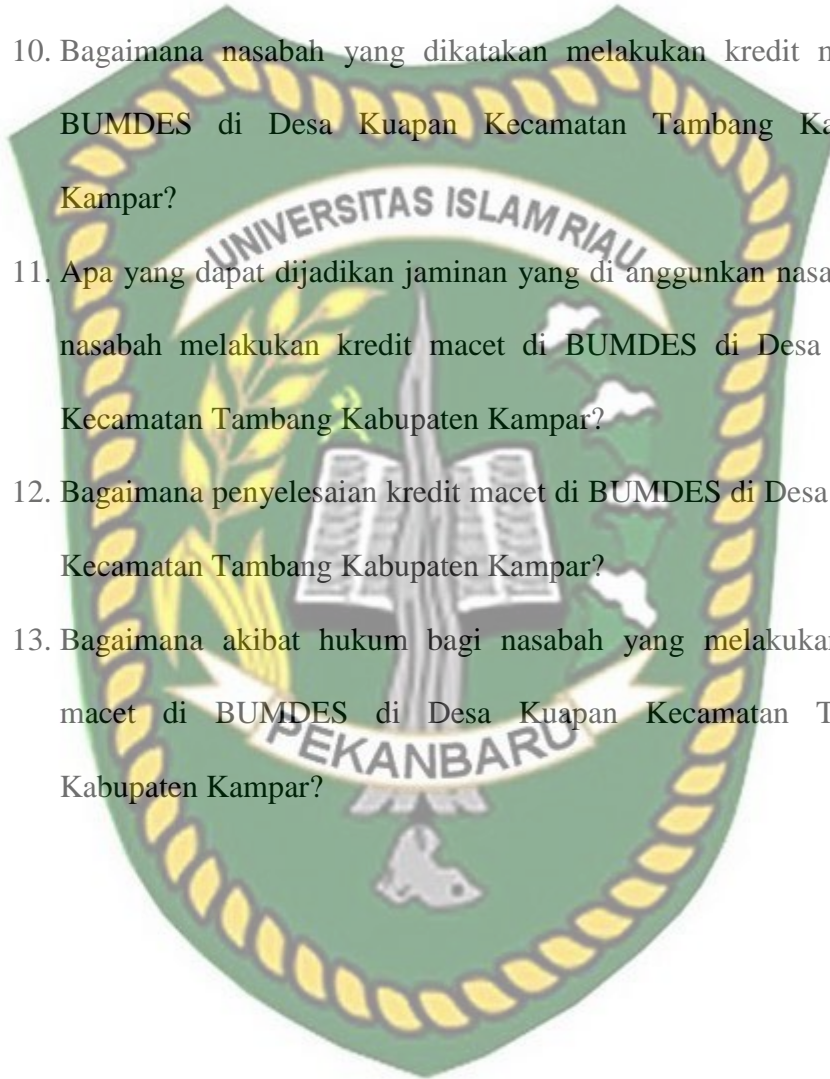 10. Bagaimana nasabah yang dikatakan melakukan kredit
BUMDES di Desa Kuapan Kecamatan Tambang
Kampar?
UNIVERSITAS ISLAM RIAU
11. Apa yang dapat dijadikan jaminan yang di anggunkan
nasabah melakukan kredit macet di BUMDES di Desa
Kecamatan Tambang Kabupaten Kampar?
12. Bagaimana penyelesaian kredit macet di BUMDES di Desa
Kecamatan Tambang Kabupaten Kampar?
13. Bagaimana akibat hukum bagi nasabah yang melakukan
macet di BUMDES di Desa Kuapan Kecamatan
PEKANBARU
Kabupaten Kampar?